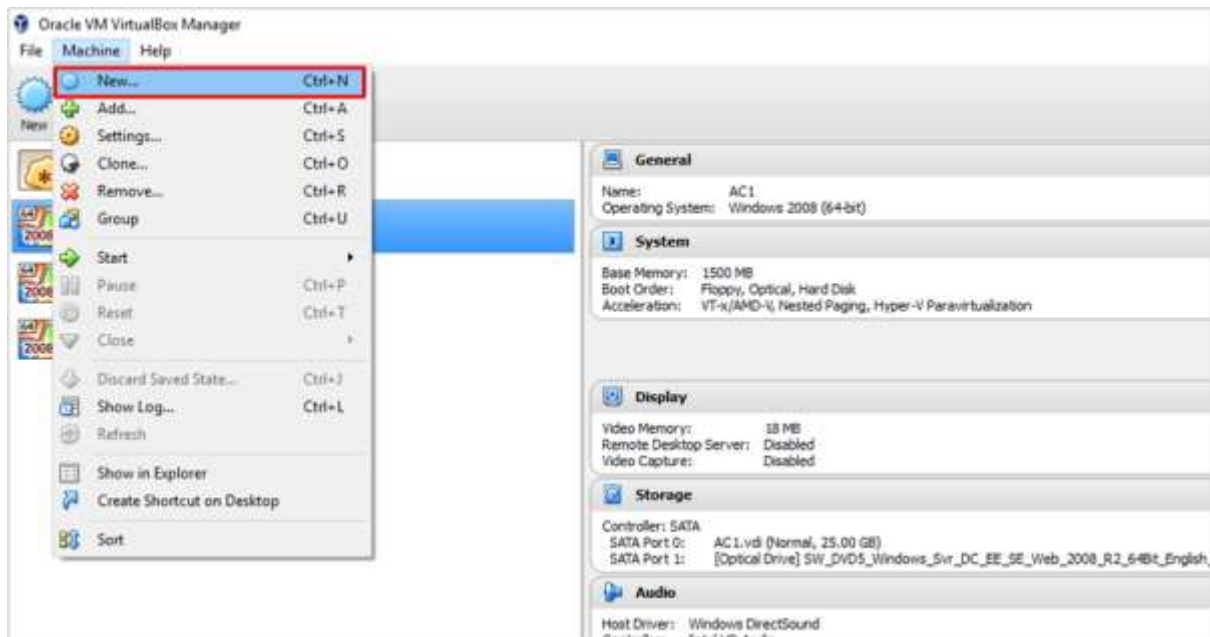 Oracle VM VirtualBox Manager
File Machine Help
New
New... Ctrl+N
Add... Ctrl+A
Settings... Ctrl+S
Clone... Ctrl+O
Remove... Ctrl+R
Group Ctrl+U
Start
Pause Ctrl+P
Reset Ctrl+T
Close
Discard Saved State... Ctrl+J
Show Log... Ctrl+L
Refresh
Show in Explorer
Create Shortcut on Desktop
Sort
64
2008
64
2008
64
2008
General
Name: AC1
Operating System: Windows 2008 (64-bit)
System
Base Memory: 1500 MB
Boot Order: Floppy, Optical, Hard Disk
Acceleration: VT-x/AMD-V, Nested Paging, Hyper-V Paravirtualization
Display
Video Memory: 18 MB
Remote Desktop Server: Disabled
Video Capture: Disabled
Storage
Controller: SATA
SATA Port 0: AC1.vdi (Normal, 25.00 GB)
SATA Port 1: [Optical Drive] SW_DVD5_Windows_Svr_DC_EE_SE_Web_2008_R2_64Bit_English_
Audio
Host Driver: Windows DirectSound